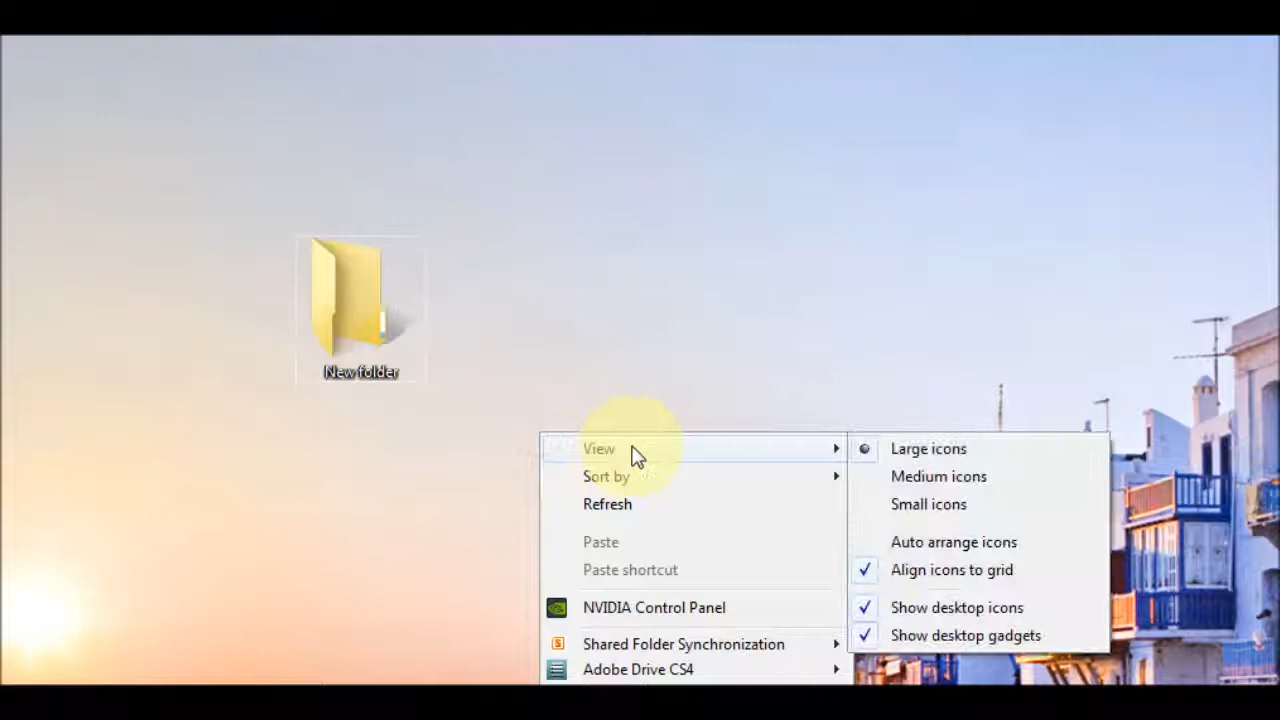 New folder
View
Sort by
Refresh
Paste
Paste shortcut
NVIDIA Control Panel
Shared Folder Synchronization
Adobe Drive CS4
Large icons
Medium icons
Small icons
Auto arrange icons
Align icons to grid
Show desktop icons
Show desktop gadgets